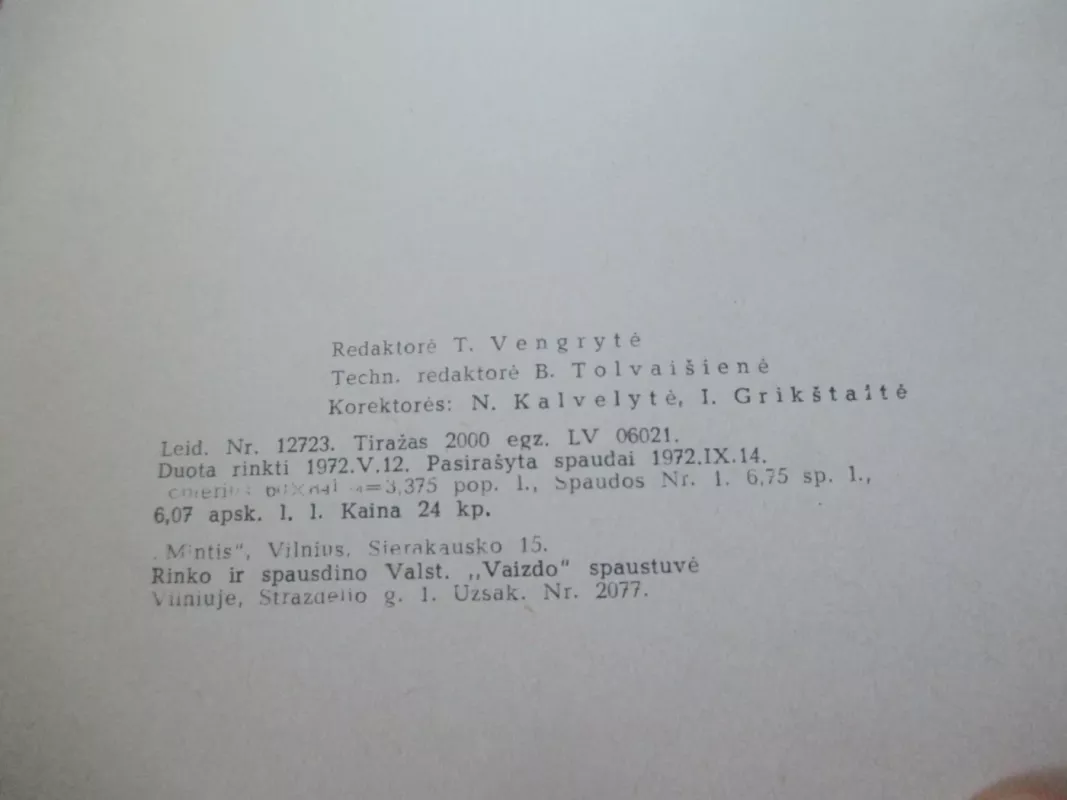 Redaktorė T. Vengrytė
Techn. redaktorė B. Tolvaišienė
Korektorės: N. Kalvelytė, I. Grikštaitė
Leid. Nr. 12723. Tiražas 2000 egz. LV 06021.
Duota rinkti 1972.V.12. Pasirašyta spaudai 1972.IX.14.
=3,375 pop. l., Spaudos Nr. 1. 6,75 sp. l.,
6,07 apsk. l. l. Kaina 24 kp.
„Mintis“, Vilnius, Sierakausko 15.
Rinko ir spausdino Valst. „Vaizdo“ spaustuvė
Vilniuje, Strazdelio g. 1. Užsak. Nr. 2077.